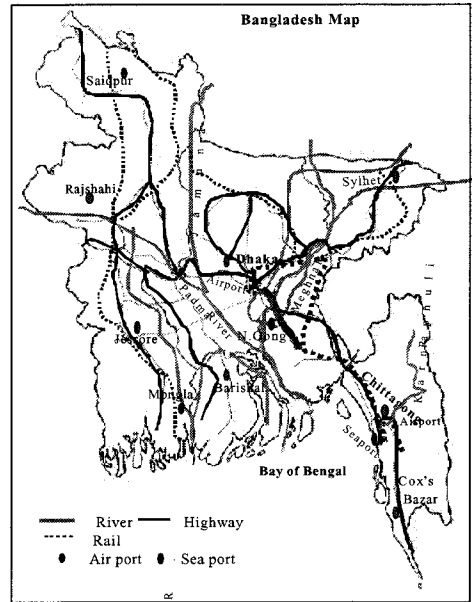 Bangladesh Map
Saidpur
Rajshahi
Sylhet
Dhaka
Airport
Meghna
Padma River
N.Gong
Jessore
Mongla
Barishal
Chittagong
Airport
Seaport
Bay of Bengal
Cox's
Bazar
River
Highway
Rail
Air port
Sea port
R